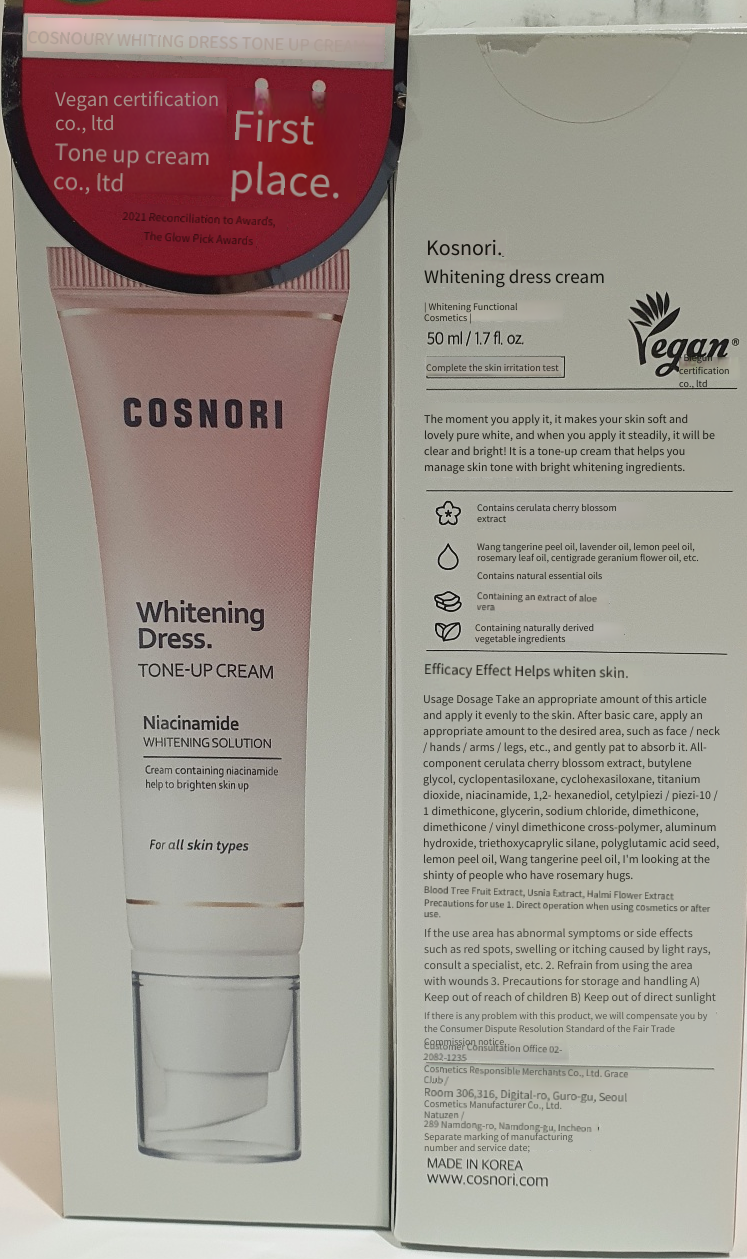 COSNOURY WHITING DRESS TONE UP CREAM
Vegan certification
co., ltd
Tone up cream
co., ltd
First
place.
2021 Reconciliation to Awards,
The Glow Pick Awards
COSNORI
Whitening
Dress.
TONE-UP CREAM
Niacinamide
WHITENING SOLUTION
Cream containing niacinamide
help to brighten skin up
For all skin types
Kosnori.
Whitening dress cream
| Whitening Functional
Cosmetics |
50 ml / 1.7 fl. oz.
Complete the skin irritation test
Vegan®
certification
co., ltd
The moment you apply it, it makes your skin soft and
lovely pure white, and when you apply it steadily, it will be
clear and bright! It is a tone-up cream that helps you
manage skin tone with bright whitening ingredients.
Contains cerulata cherry blossom
extract
Wang tangerine peel oil, lavender oil, lemon peel oil,
rosemary leaf oil, centigrade geranium flower oil, etc.
Contains natural essential oils
Containing an extract of aloe
vera
Containing naturally derived
vegetable ingredients
Efficacy Effect Helps whiten skin.
Usage Dosage Take an appropriate amount of this article
and apply it evenly to the skin. After basic care, apply an
appropriate amount to the desired area, such as face / neck
/ hands / arms / legs, etc., and gently pat to absorb it. All-
component cerulata cherry blossom extract, butylene
glycol, cyclopentasiloxane, cyclohexasiloxane, titanium
dioxide, niacinamide, 1,2- hexanediol, cetylpiezi / piezi-10 /
1 dimethicone, glycerin, sodium chloride, dimethicone,
dimethicone / vinyl dimethicone cross-polymer, aluminum
hydroxide, triethoxycaprylic silane, polyglutamic acid seed,
lemon peel oil, Wang tangerine peel oil, I'm looking at the
shinty of people who have rosemary hugs.
Blood Tree Fruit Extract, Usnia Extract, Halmi Flower Extract
Precautions for use 1. Direct operation when using cosmetics or after
use.
If the use area has abnormal symptoms or side effects
such as red spots, swelling or itching caused by light rays,
consult a specialist, etc. 2. Refrain from using the area
with wounds 3. Precautions for storage and handling A)
Keep out of reach of children B) Keep out of direct sunlight
If there is any problem with this product, we will compensate you by
the Consumer Dispute Resolution Standard of the Fair Trade
Commission notice.
Customer Consultation Office 02-
2082-1235
Cosmetics Responsible Merchants Co., Ltd. Grace
Club /
Room 306,316, Digital-ro, Guro-gu, Seoul
Cosmetics Manufacturer Co., Ltd.
Natuzen /
289 Namdong-ro, Namdong-gu, Incheon
Separate marking of manufacturing
number and service date;
MADE IN KOREA
www.cosnori.com